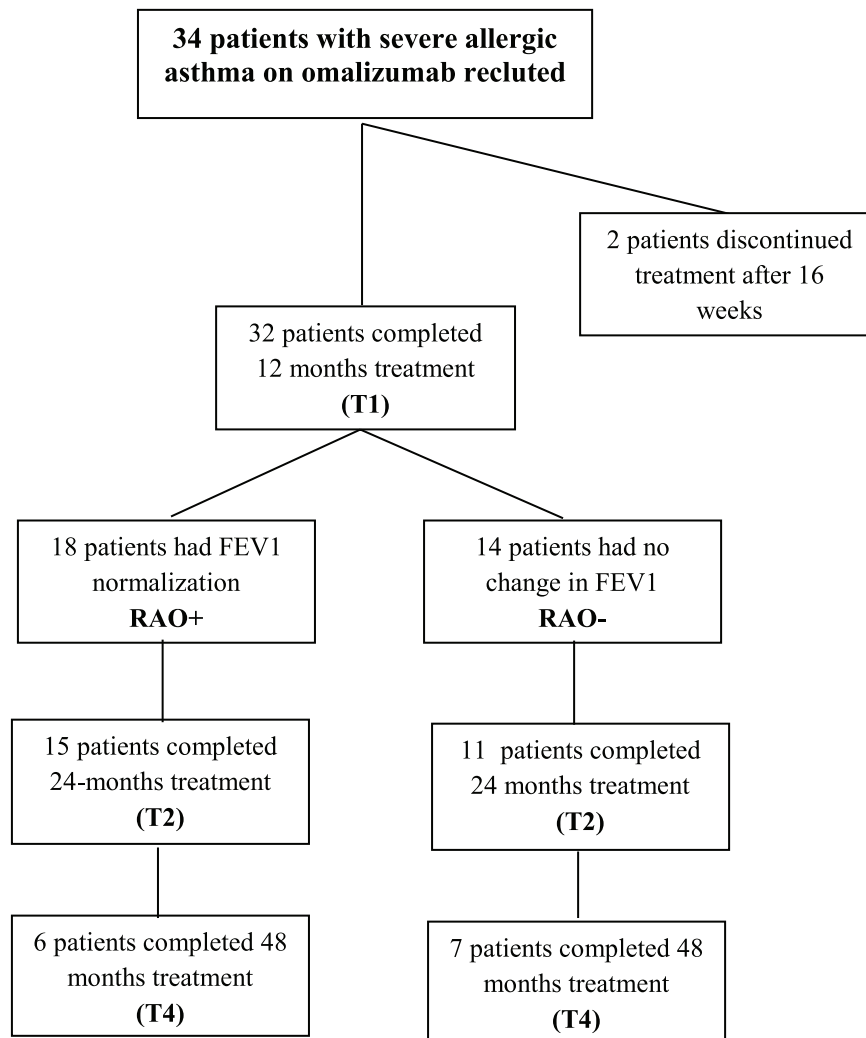 34 patients with severe allergic
asthma on omalizumab recluted
2 patients discontinued
treatment after 16
weeks
32 patients completed
12 months treatment
(T1)
18 patients had FEV1
normalization
RAO+
14 patients had no
change in FEV1
RAO-
15 patients completed
24-months treatment
(T2)
11 patients completed
24 months treatment
(T2)
6 patients completed 48
months treatment
(T4)
7 patients completed 48
months treatment
(T4)